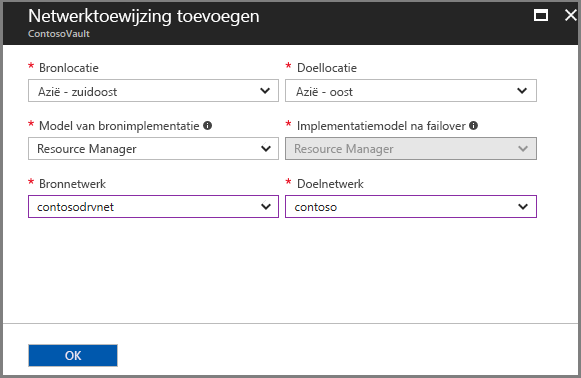 Netwerktoewijzing toevoegen
ContosoVault
* Bronlocatie * Doellocatie
Azië - zuidoost Azië - oost
* Model van bronimplementatie * Implementatiemodel na failover
Resource Manager Resource Manager
* Bronnetwerk * Doelnetwerk
contosodrvnet contoso
OK